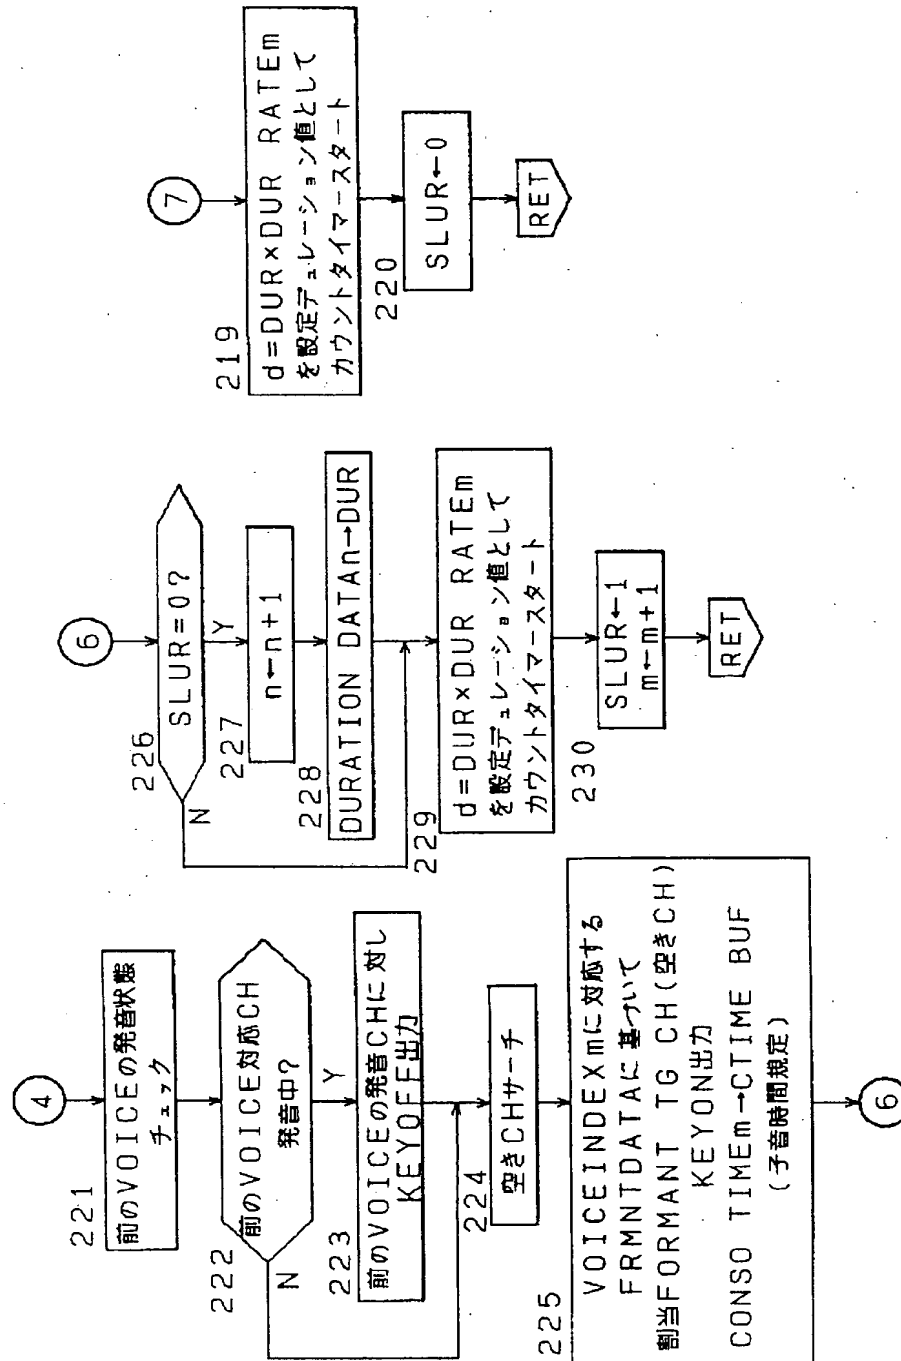 4
221
前のVOICEの発音状態
チェック
222
前のVOICE対応CH
発音中?
N
Y
223
前のVOICEの発音CHに対し
KEYOFF出力
224
空きCHサーチ
225
VOICEINDEXmに対応する
FRMNTDATAに基づいて
割当FORMANT TG CH(空きCH)
KEYON出力
CONSO TIMEm→CTIME BUF
(子音時間規定)
6
6
226
SLUR=0?
N
Y
227
n←n+1
228
DURATION DATAn→DUR
229
d=DUR×DUR RATEm
を設定デュレーション値として
カウントタイマースタート
230
SLUR←1
m←m+1
RET
7
219
d=DUR×DUR RATEm
を設定デュレーション値として
カウントタイマースタート
220
SLUR←0
RET